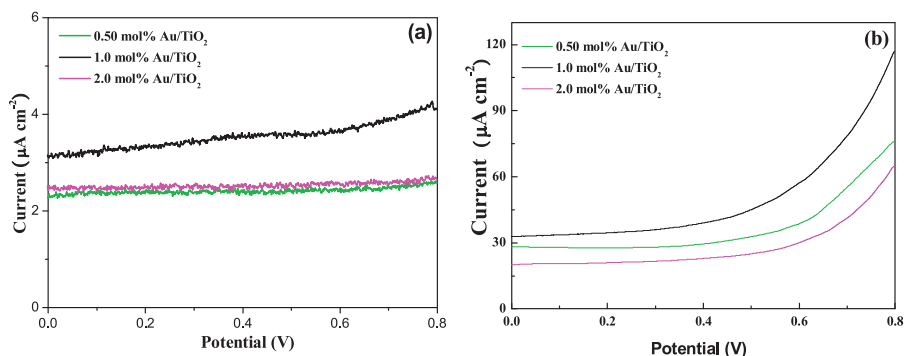 (a)
0.50 mol% Au/TiO₂
1.0 mol% Au/TiO₂
2.0 mol% Au/TiO₂
Current ( μA cm⁻²)
6
4
2
0
0.0 0.2 0.4 0.6 0.8
Potential (V)
(b)
0.50 mol% Au/TiO₂
1.0 mol% Au/TiO₂
2.0 mol% Au/TiO₂
Current (μA cm⁻²)
120
90
60
30
0
0.0 0.2 0.4 0.6 0.8
Potential (V)